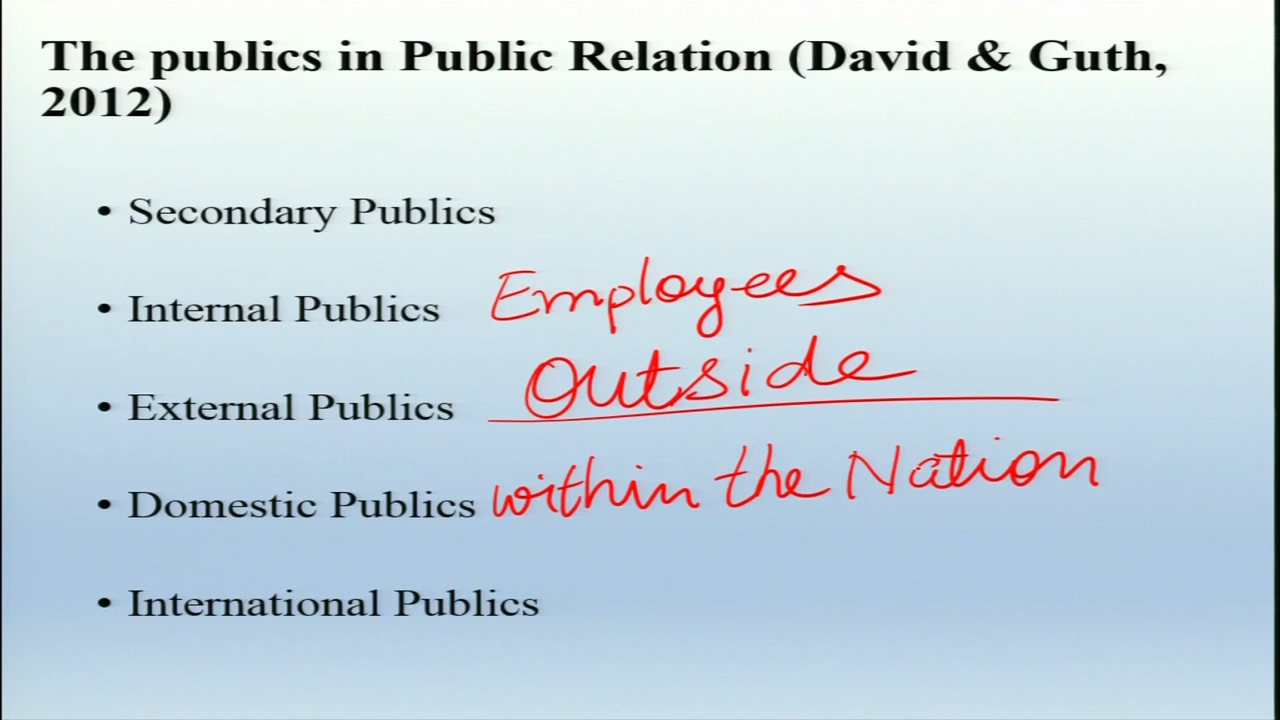 The publics in Public Relation (David & Guth,
2012)
• Secondary Publics
• Internal Publics Employees
• External Publics Outside
• Domestic Publics within the Nation
• International Publics